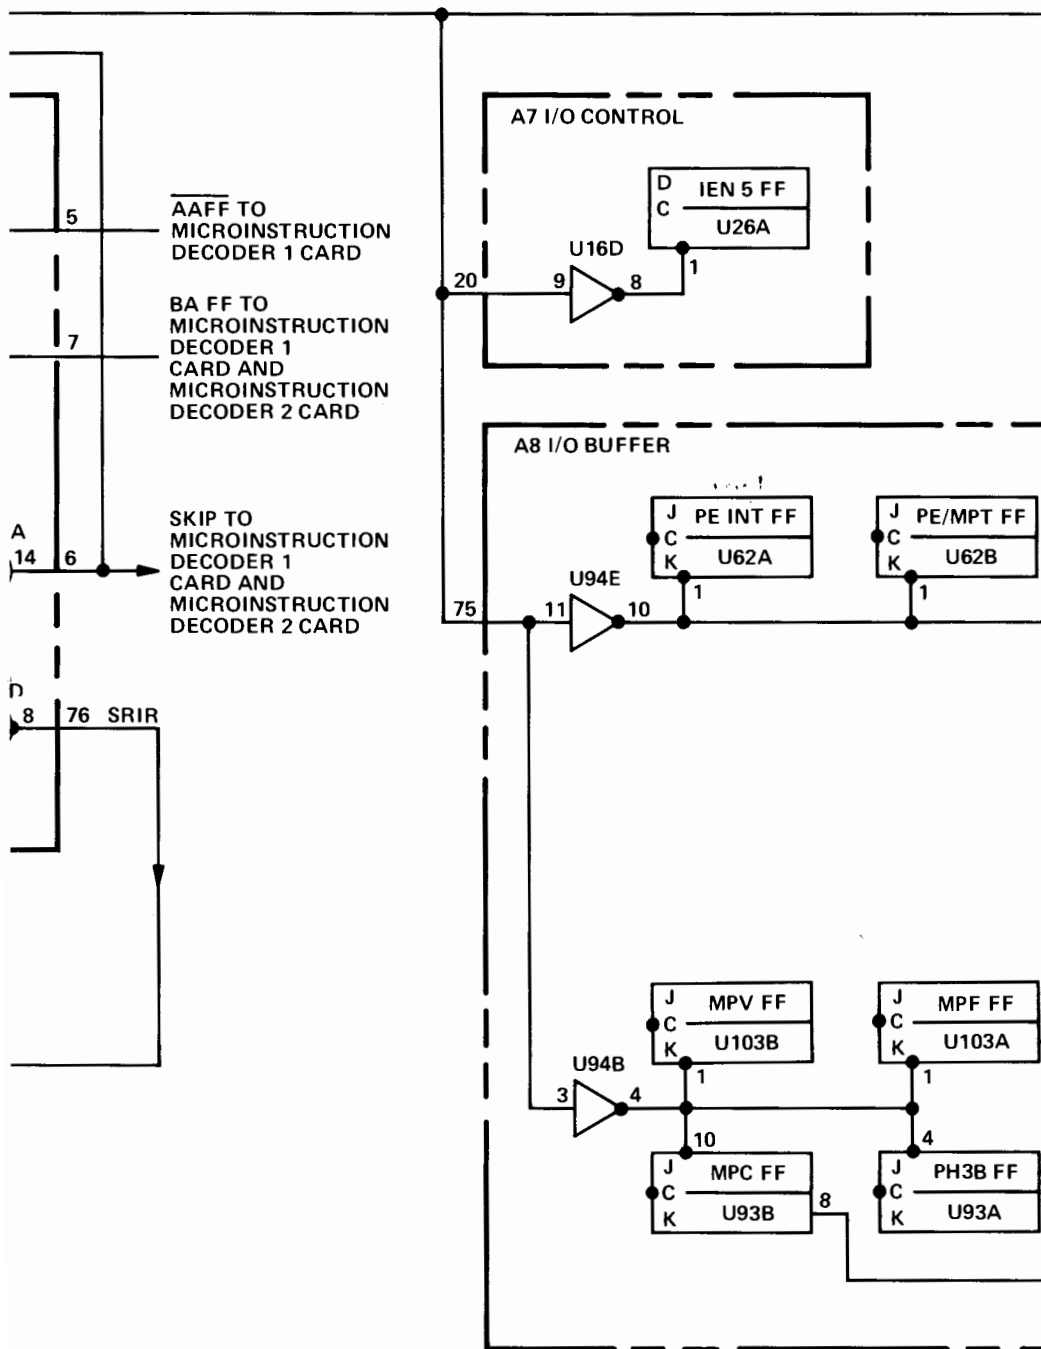 A7 I/O CONTROL
D IEN 5 FF
C
U26A
1
U16D
20 9 8
5
AAFF TO
MICROINSTRUCTION
DECODER 1 CARD
7
BA FF TO
MICROINSTRUCTION
DECODER 1
CARD AND
MICROINSTRUCTION
DECODER 2 CARD
A
14 6
SKIP TO
MICROINSTRUCTION
DECODER 1
CARD AND
MICROINSTRUCTION
DECODER 2 CARD
D
8 76 SRIR
A8 I/O BUFFER
J PE INT FF
C
K U62A
1
J PE/MPT FF
C
K U62B
1
U94E
75 11 10
J MPV FF
C
K U103B
1
J MPF FF
C
K U103A
1
U94B
3 4
10
J MPC FF
C
K U93B
8
4
J PH3B FF
C
K U93A